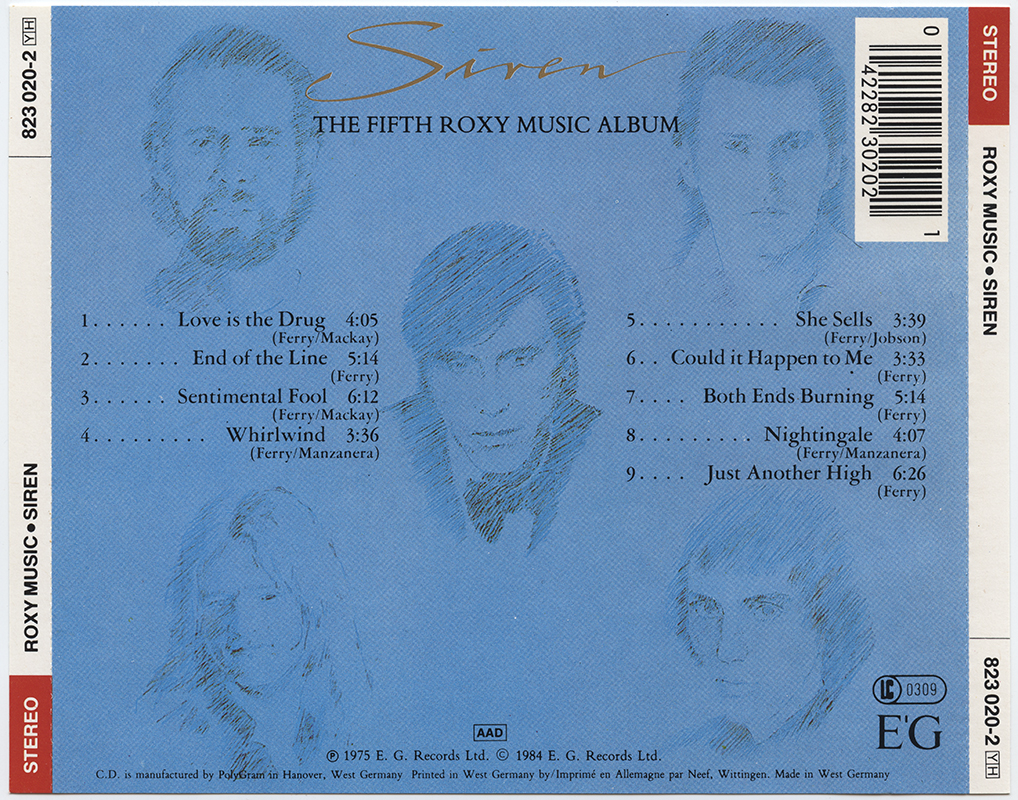 Siren
THE FIFTH ROXY MUSIC ALBUM
1 . . . . . . Love is the Drug 4:05
(Ferry/Mackay)
2 . . . . . . . End of the Line 5:14
(Ferry)
3 . . . . . . Sentimental Fool 6:12
(Ferry/Mackay)
4 . . . . . . . . . Whirlwind 3:36
(Ferry/Manzanera)
5 . . . . . . . . . . . . She Sells 3:39
(Ferry/Jobson)
6 . . Could it Happen to Me 3:33
(Ferry)
7 . . . . Both Ends Burning 5:14
(Ferry)
8 . . . . . . . . . Nightingale 4:07
(Ferry/Manzanera)
9 . . . . Just Another High 6:26
(Ferry)
0 42282 30202 1
LC 0309
E'G
AAD
℗ 1975 E. G. Records Ltd. © 1984 E. G. Records Ltd.
C.D. is manufactured by PolyGram in Hanover, West Germany Printed in West Germany by/Imprimé en Allemagne par Neef, Wittingen. Made in West Germany
STEREO
ROXY MUSIC●SIREN
823 020-2 Y|H
STEREO
ROXY MUSIC●SIREN
823 020-2 Y|H